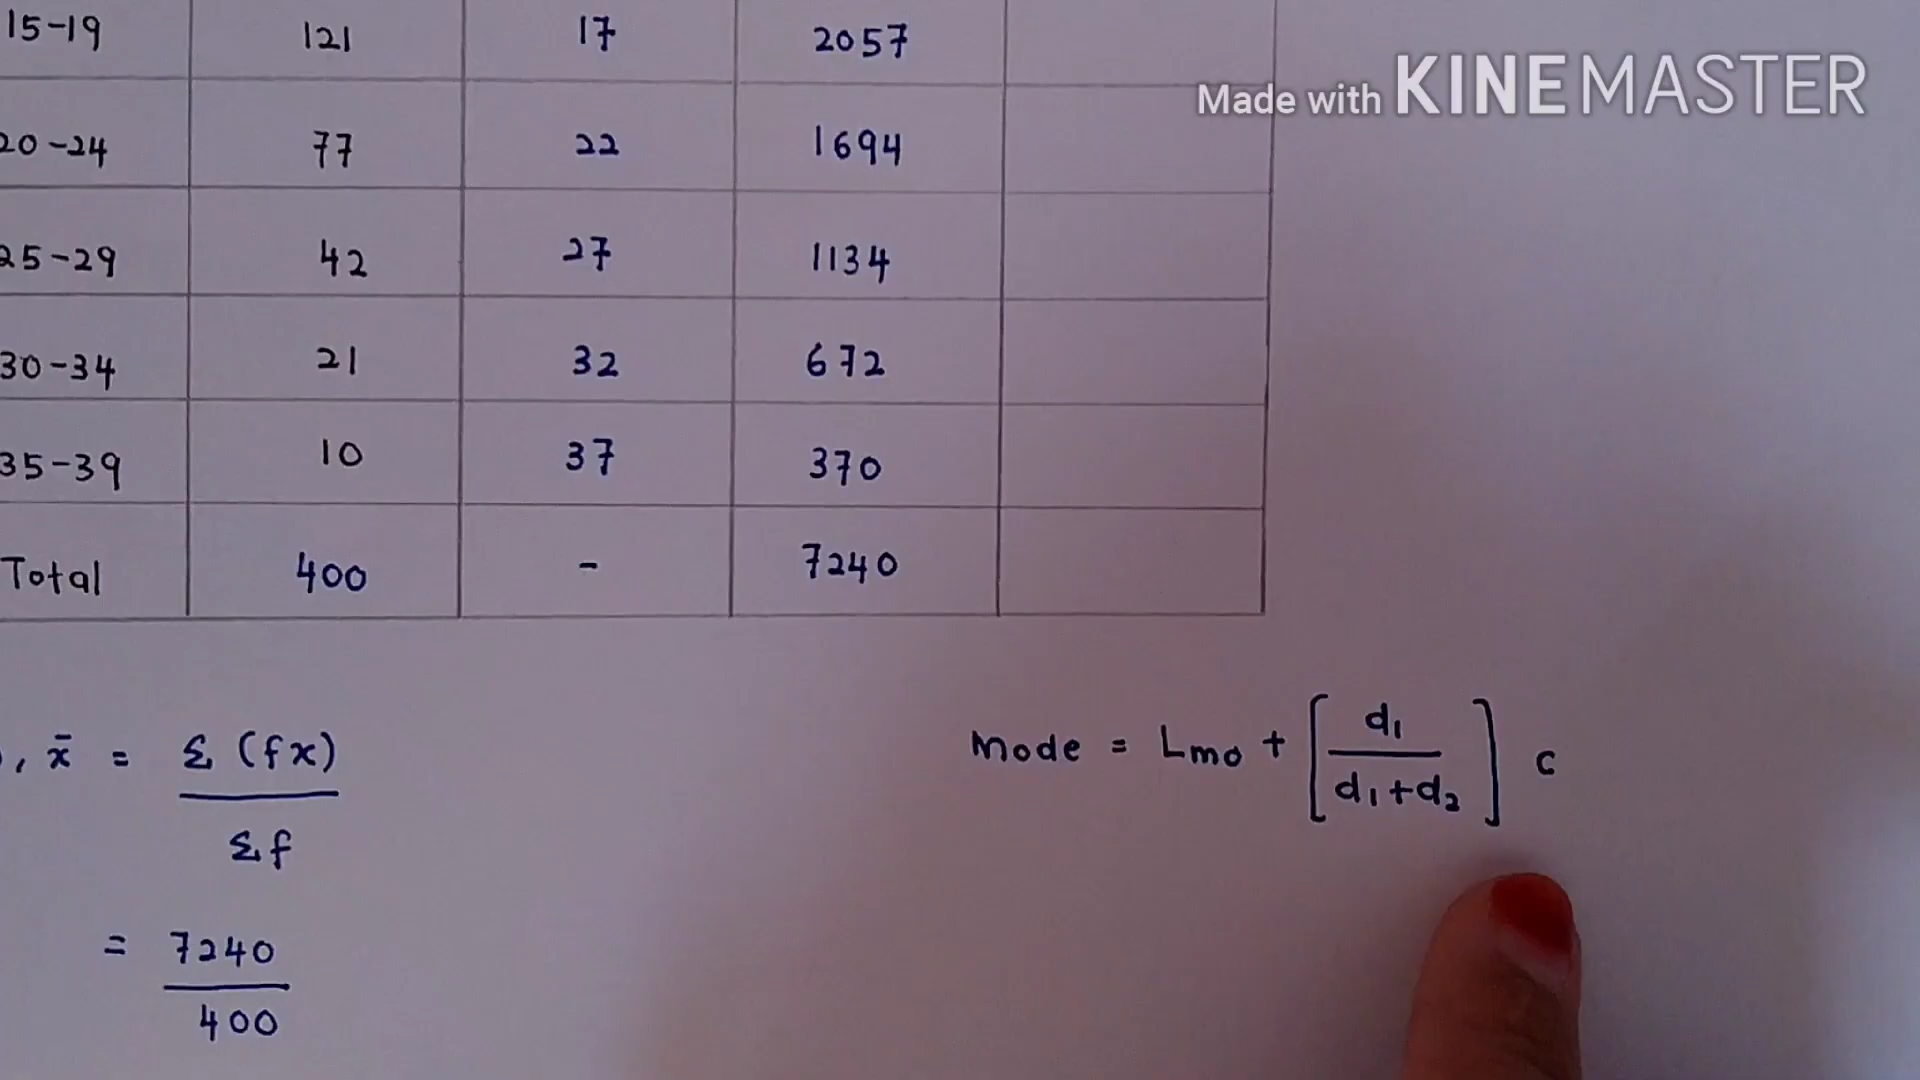 15-19 121 17 2057
Made with KINEMASTER
20-24 77 22 1694
25-29 42 27 1134
30-34 21 32 672
35-39 10 37 370
Total 400 - 7240
, x̄ = Σ (fx) / Σf
Mode = Lmo + [ d₁ / d₁+d₂ ] c
= 7240 / 400